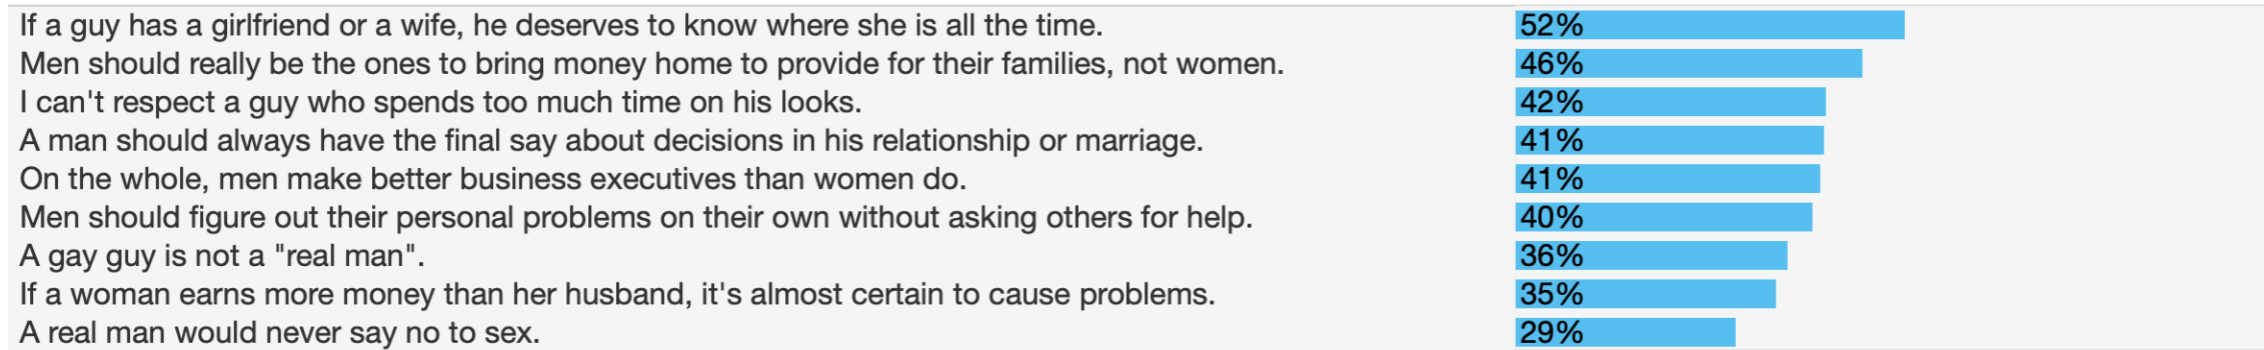 If a guy has a girlfriend or a wife, he deserves to know where she is all the time. 52%
Men should really be the ones to bring money home to provide for their families, not women. 46%
I can't respect a guy who spends too much time on his looks. 42%
A man should always have the final say about decisions in his relationship or marriage. 41%
On the whole, men make better business executives than women do. 41%
Men should figure out their personal problems on their own without asking others for help. 40%
A gay guy is not a "real man". 36%
If a woman earns more money than her husband, it's almost certain to cause problems. 35%
A real man would never say no to sex. 29%